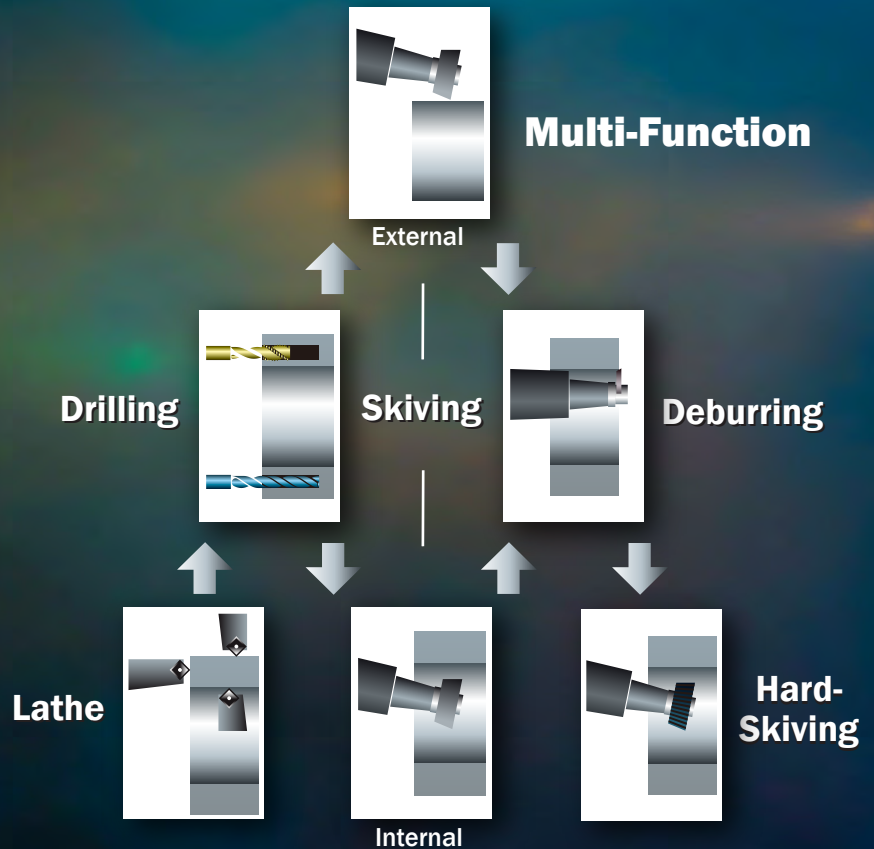 Multi-Function
External
Drilling
Skiving
Deburring
Lathe
Hard-
Skiving
Internal